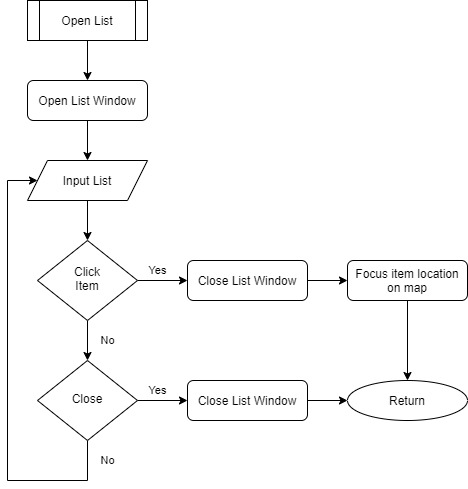 Open List
Open List Window
Input List
Click
Item
Yes
Close List Window
Focus item location
on map
No
Close
Yes
Close List Window
Return
No